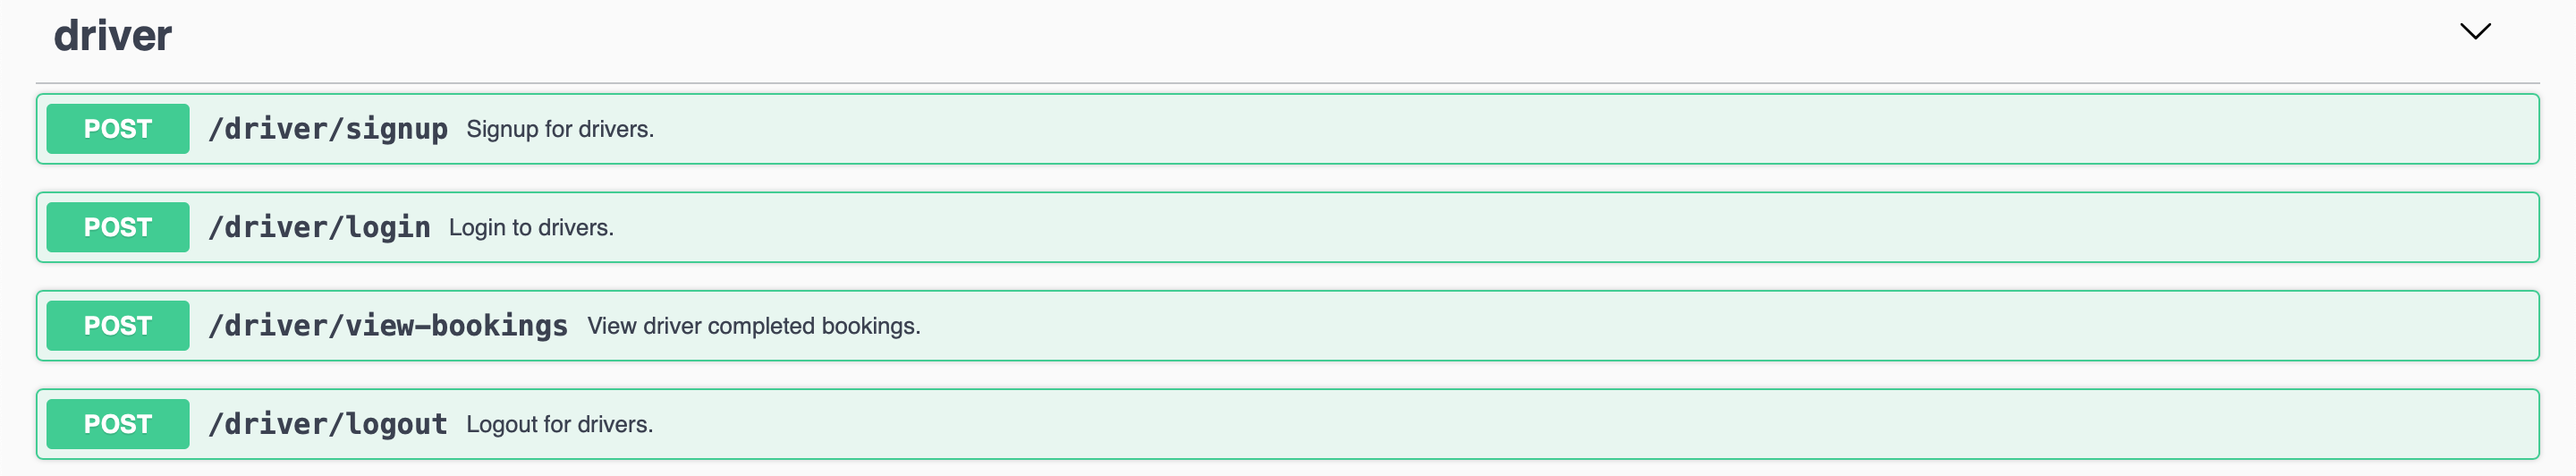 driver
POST /driver/signup Signup for drivers.
POST /driver/login Login to drivers.
POST /driver/view-bookings View driver completed bookings.
POST /driver/logout Logout for drivers.